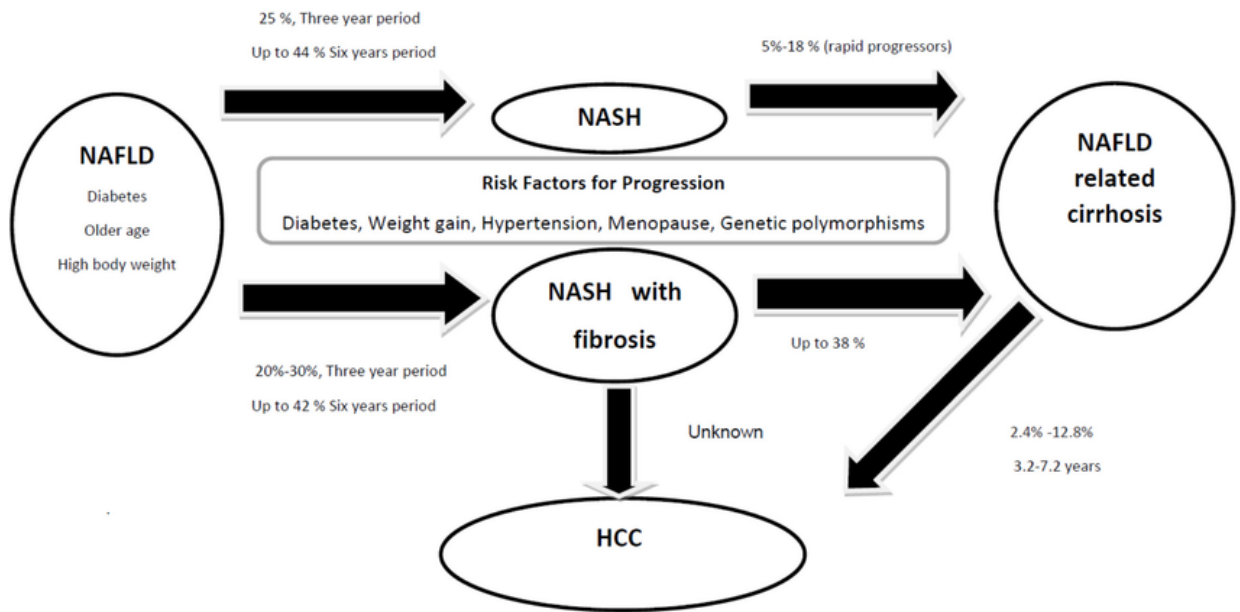 25 %, Three year period
Up to 44 % Six years period
5%-18 % (rapid progressors)
NASH
NAFLD
Diabetes
Older age
High body weight
NAFLD
related
cirrhosis
Risk Factors for Progression
Diabetes, Weight gain, Hypertension, Menopause, Genetic polymorphisms
NASH with
fibrosis
Up to 38 %
20%-30%, Three year period
Up to 42 % Six years period
Unknown
2.4% -12.8%
3.2-7.2 years
HCC